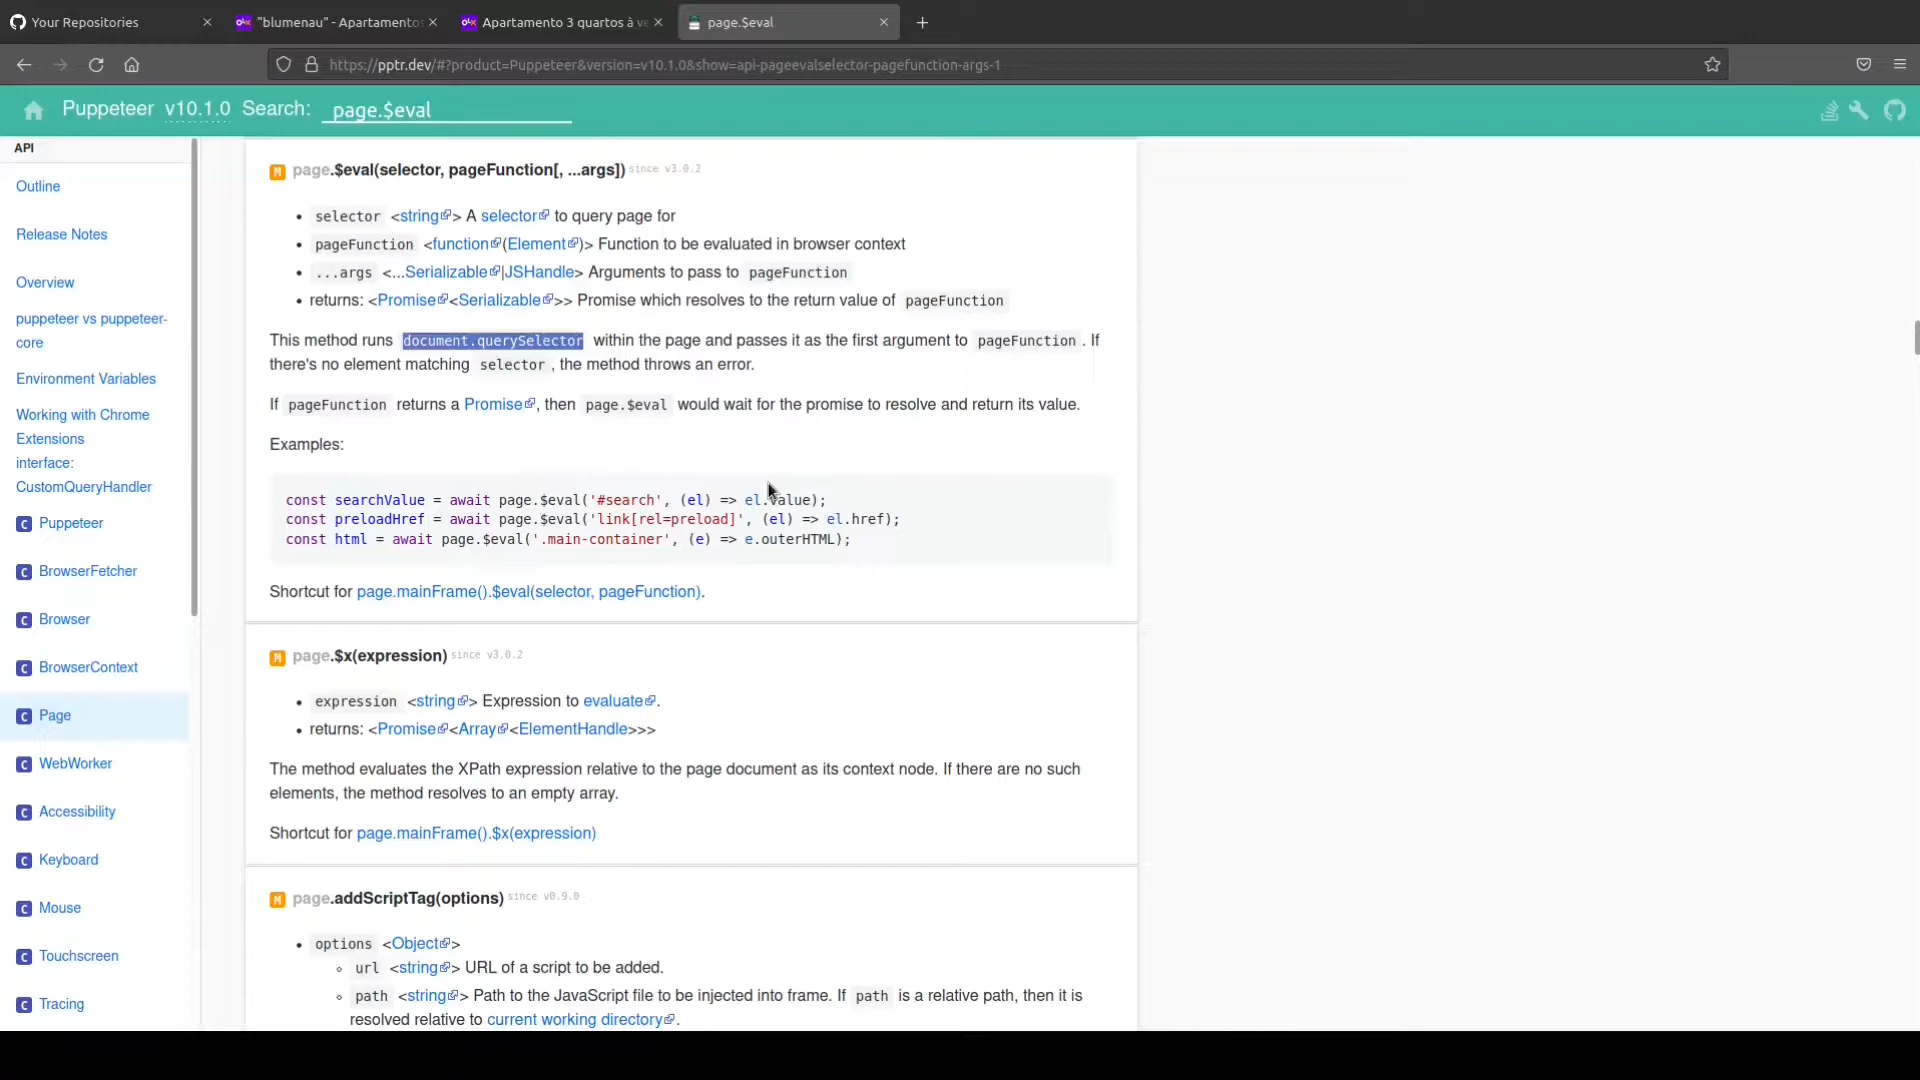 Your Repositories
"blumenau" - Apartamentos
Apartamento 3 quartos à ve
page.$eval
https://pptr.dev/#?product=Puppeteer&version=v10.1.0&show=api-pageevalselector-pagefunction-args-1
Puppeteer v10.1.0 Search: page.$eval
API
Outline
Release Notes
Overview
puppeteer vs puppeteer-
core
Environment Variables
Working with Chrome
Extensions
interface:
CustomQueryHandler
C Puppeteer
C BrowserFetcher
C Browser
C BrowserContext
C Page
C WebWorker
C Accessibility
C Keyboard
C Mouse
C Touchscreen
C Tracing
M page.$eval(selector, pageFunction[, ...args]) since v3.0.2
• selector <string> A selector to query page for
• pageFunction <function(Element)> Function to be evaluated in browser context
• ...args <...Serializable|JSHandle> Arguments to pass to pageFunction
• returns: <Promise<Serializable>> Promise which resolves to the return value of pageFunction
This method runs document.querySelector within the page and passes it as the first argument to pageFunction. If
there's no element matching selector, the method throws an error.
If pageFunction returns a Promise, then page.$eval would wait for the promise to resolve and return its value.
Examples:
const searchValue = await page.$eval('#search', (el) => el.value);
const preloadHref = await page.$eval('link[rel=preload]', (el) => el.href);
const html = await page.$eval('.main-container', (e) => e.outerHTML);
Shortcut for page.mainFrame().$eval(selector, pageFunction).
M page.$x(expression) since v3.0.2
• expression <string> Expression to evaluate.
• returns: <Promise<Array<ElementHandle>>>
The method evaluates the XPath expression relative to the page document as its context node. If there are no such
elements, the method resolves to an empty array.
Shortcut for page.mainFrame().$x(expression)
M page.addScriptTag(options) since v0.9.0
• options <Object>
◦ url <string> URL of a script to be added.
◦ path <string> Path to the JavaScript file to be injected into frame. If path is a relative path, then it is
resolved relative to current working directory.